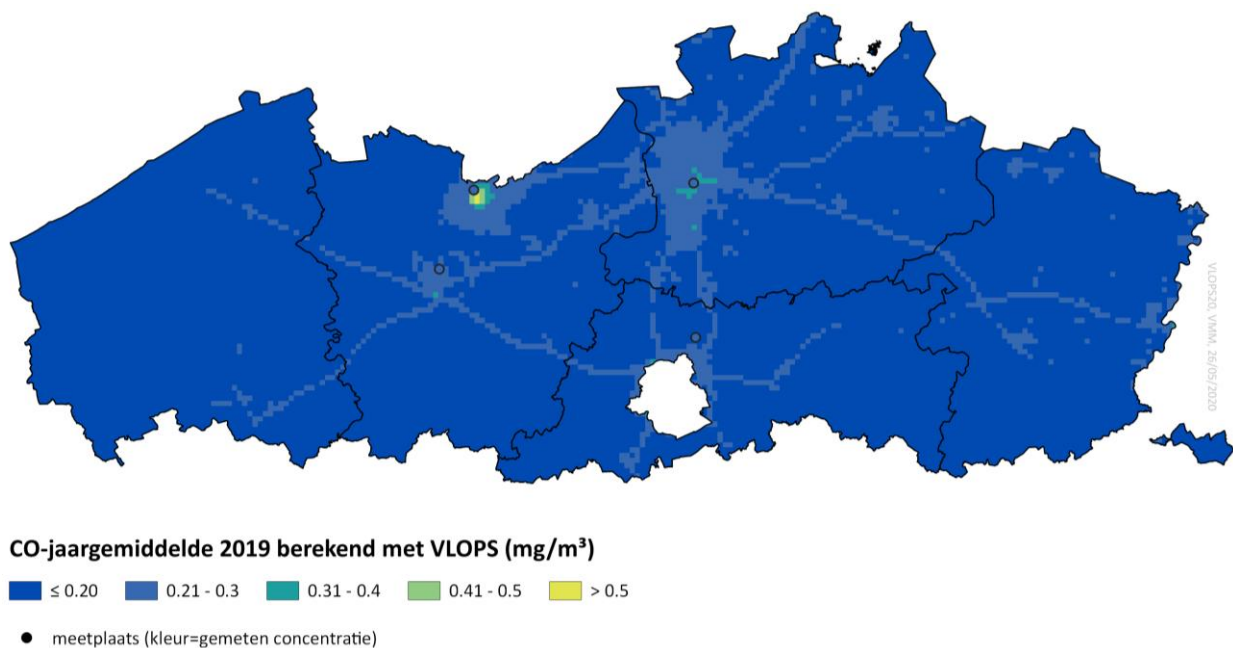 VLOPS20, VMM, 26/05/2020
CO-jaargemiddelde 2019 berekend met VLOPS (mg/m³)
≤ 0.20 0.21 - 0.3 0.31 - 0.4 0.41 - 0.5 > 0.5
meetplaats (kleur=gemeten concentratie)